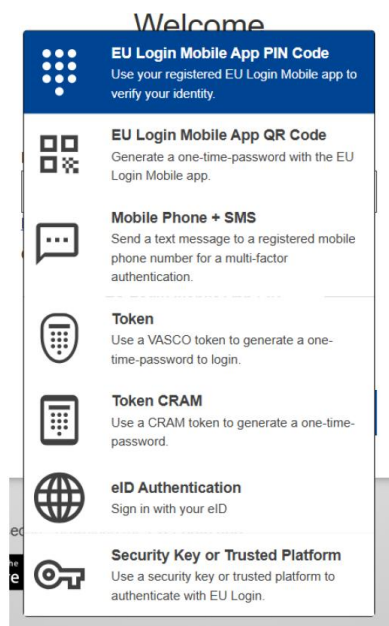 Welcome
EU Login Mobile App PIN Code
Use your registered EU Login Mobile app to
verify your identity.
EU Login Mobile App QR Code
Generate a one-time-password with the EU
Login Mobile app.
Mobile Phone + SMS
Send a text message to a registered mobile
phone number for a multi-factor
authentication.
Token
Use a VASCO token to generate a one-
time-password to login.
Token CRAM
Use a CRAM token to generate a one-time-
password.
eID Authentication
Sign in with your eID
Security Key or Trusted Platform
Use a security key or trusted platform to
authenticate with EU Login.